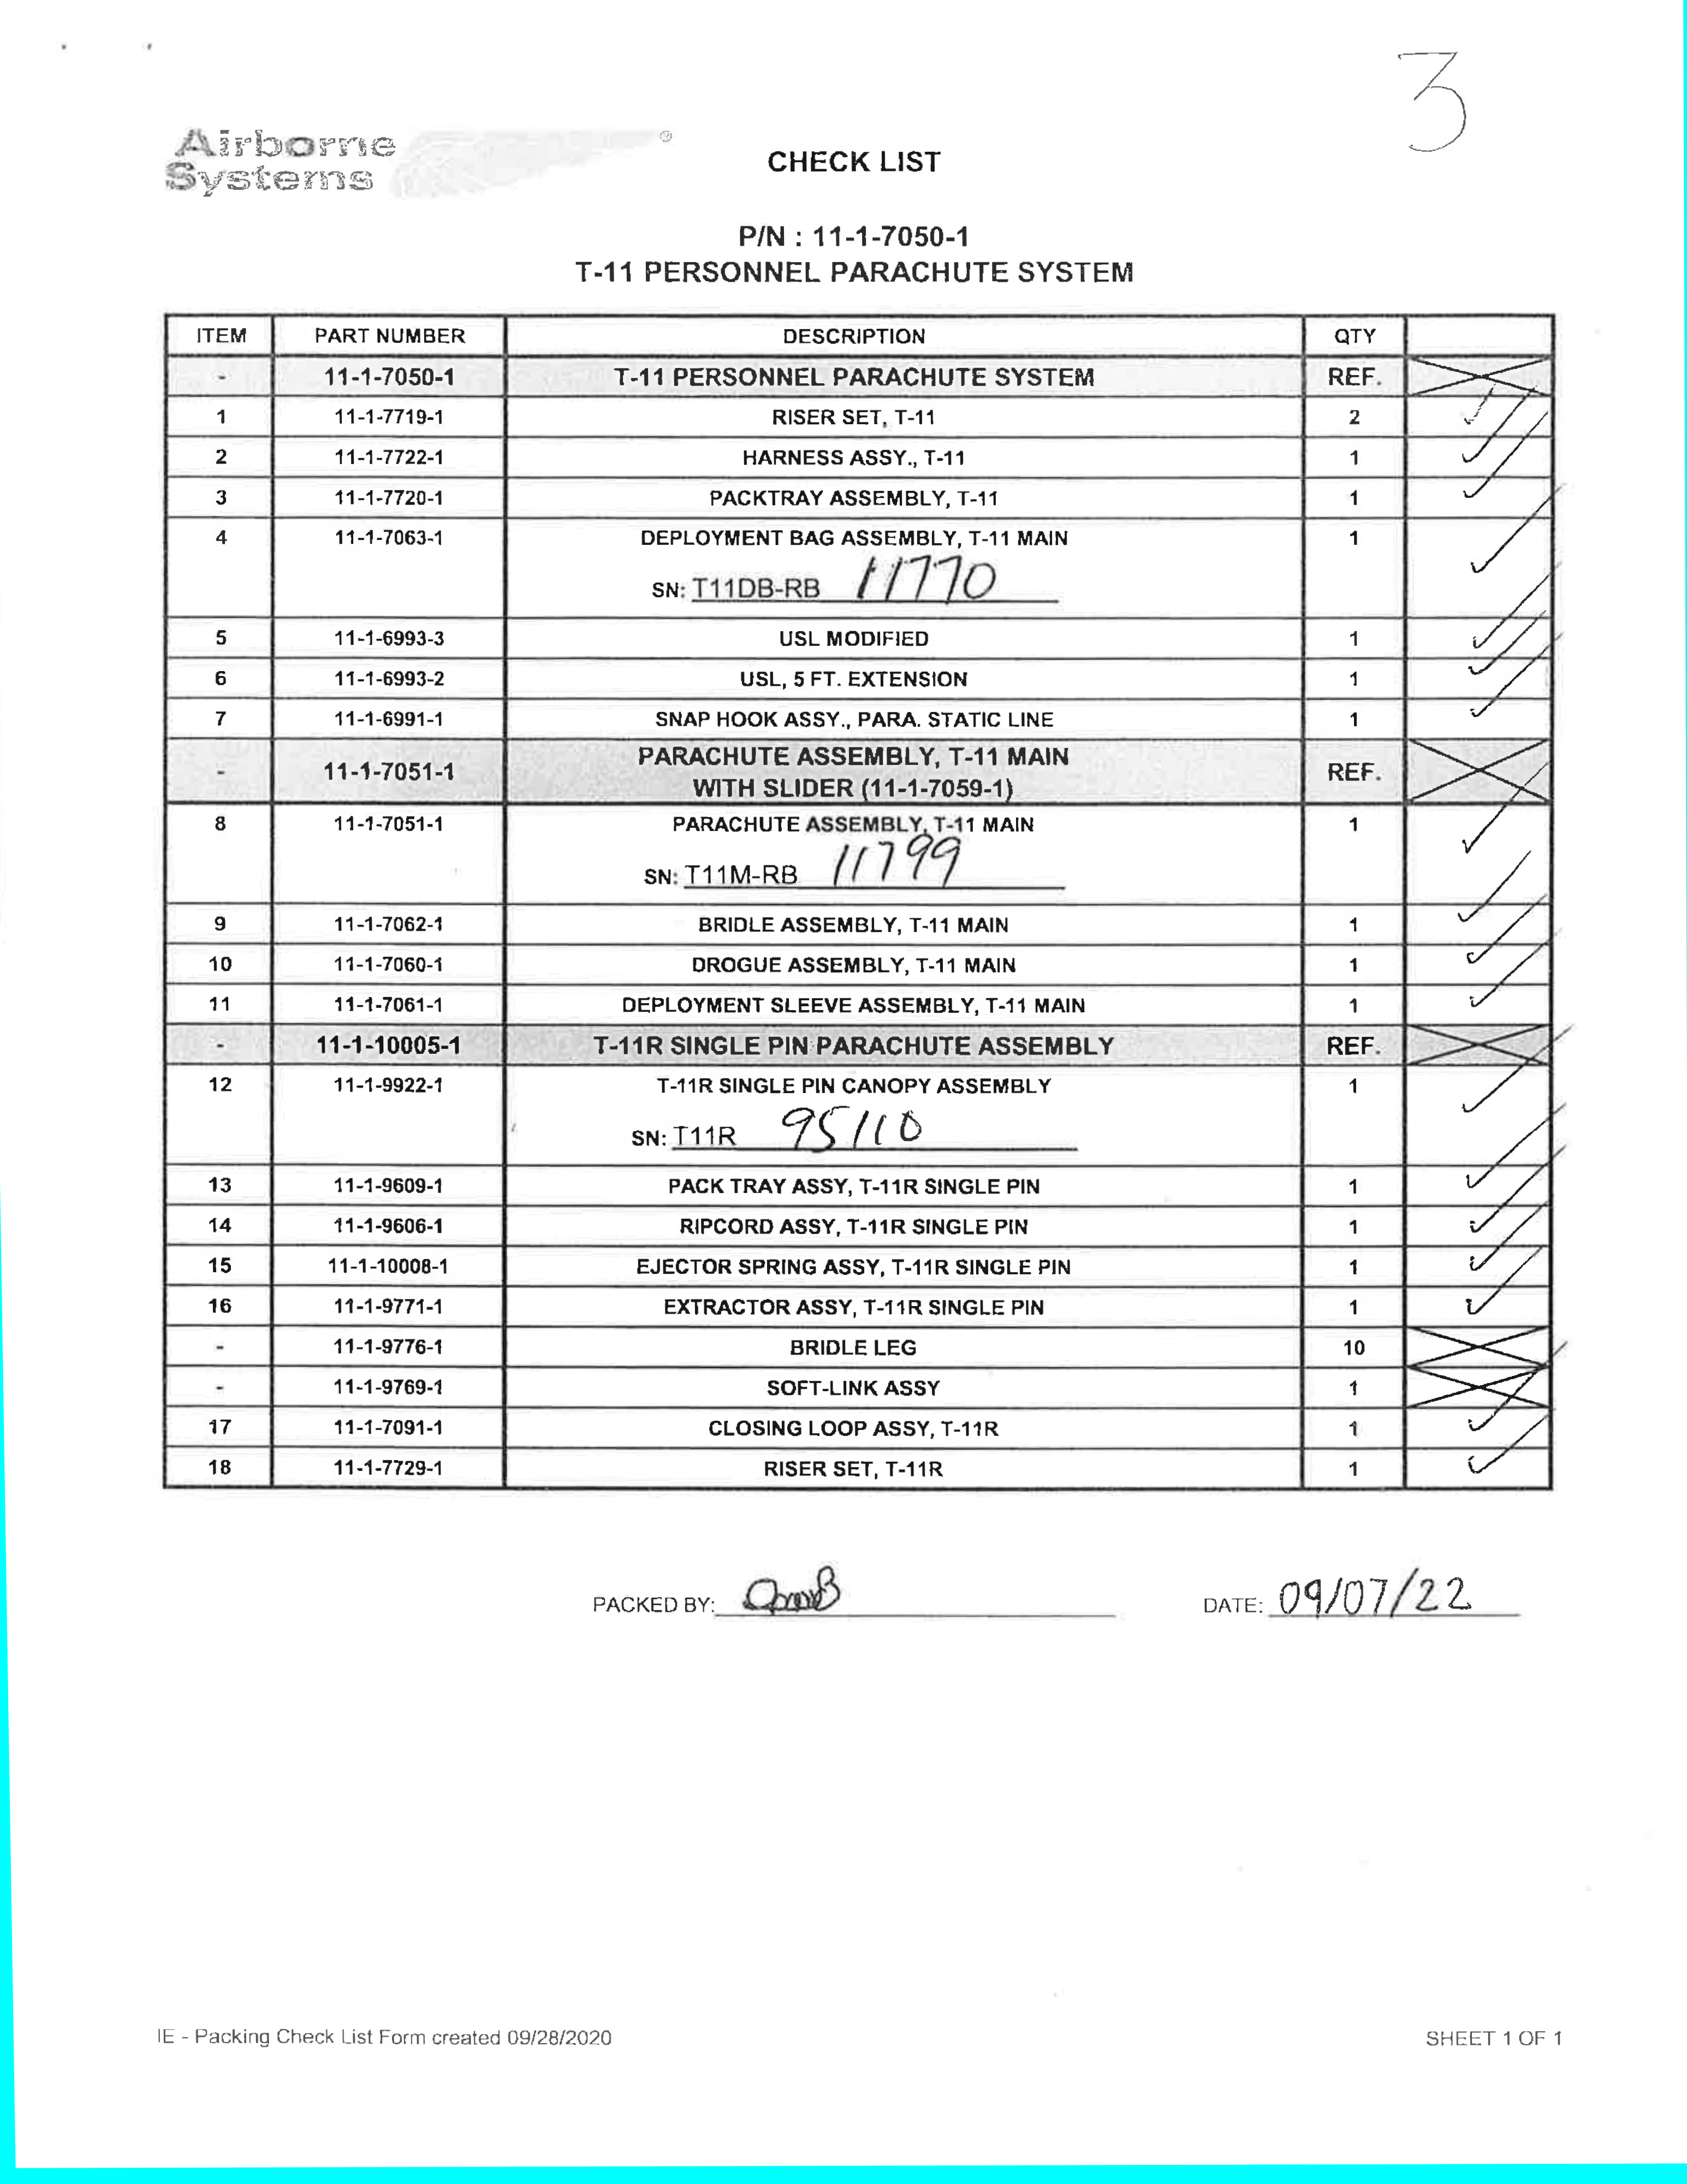 3
Airborne
Systems
®
CHECK LIST
P/N : 11-1-7050-1
T-11 PERSONNEL PARACHUTE SYSTEM
ITEM PART NUMBER DESCRIPTION QTY
- 11-1-7050-1 T-11 PERSONNEL PARACHUTE SYSTEM REF.
1 11-1-7719-1 RISER SET, T-11 2 ✓
2 11-1-7722-1 HARNESS ASSY., T-11 1 ✓
3 11-1-7720-1 PACKTRAY ASSEMBLY, T-11 1 ✓
4 11-1-7063-1 DEPLOYMENT BAG ASSEMBLY, T-11 MAIN 1 ✓
SN: T11DB-RB 11770
5 11-1-6993-3 USL MODIFIED 1 ✓
6 11-1-6993-2 USL, 5 FT. EXTENSION 1 ✓
7 11-1-6991-1 SNAP HOOK ASSY., PARA. STATIC LINE 1 ✓
- 11-1-7051-1 PARACHUTE ASSEMBLY, T-11 MAIN REF.
WITH SLIDER (11-1-7059-1)
8 11-1-7051-1 PARACHUTE ASSEMBLY, T-11 MAIN 1 ✓
SN: T11M-RB 11799
9 11-1-7062-1 BRIDLE ASSEMBLY, T-11 MAIN 1 ✓
10 11-1-7060-1 DROGUE ASSEMBLY, T-11 MAIN 1 ✓
11 11-1-7061-1 DEPLOYMENT SLEEVE ASSEMBLY, T-11 MAIN 1 ✓
- 11-1-10005-1 T-11R SINGLE PIN PARACHUTE ASSEMBLY REF.
12 11-1-9922-1 T-11R SINGLE PIN CANOPY ASSEMBLY 1 ✓
SN: T11R 95110
13 11-1-9609-1 PACK TRAY ASSY, T-11R SINGLE PIN 1 ✓
14 11-1-9606-1 RIPCORD ASSY, T-11R SINGLE PIN 1 ✓
15 11-1-10008-1 EJECTOR SPRING ASSY, T-11R SINGLE PIN 1 ✓
16 11-1-9771-1 EXTRACTOR ASSY, T-11R SINGLE PIN 1 ✓
- 11-1-9776-1 BRIDLE LEG 10
- 11-1-9769-1 SOFT-LINK ASSY 1
17 11-1-7091-1 CLOSING LOOP ASSY, T-11R 1 ✓
18 11-1-7729-1 RISER SET, T-11R 1 ✓
PACKED BY:
DATE: 09/07/22
IE - Packing Check List Form created 09/28/2020
SHEET 1 OF 1